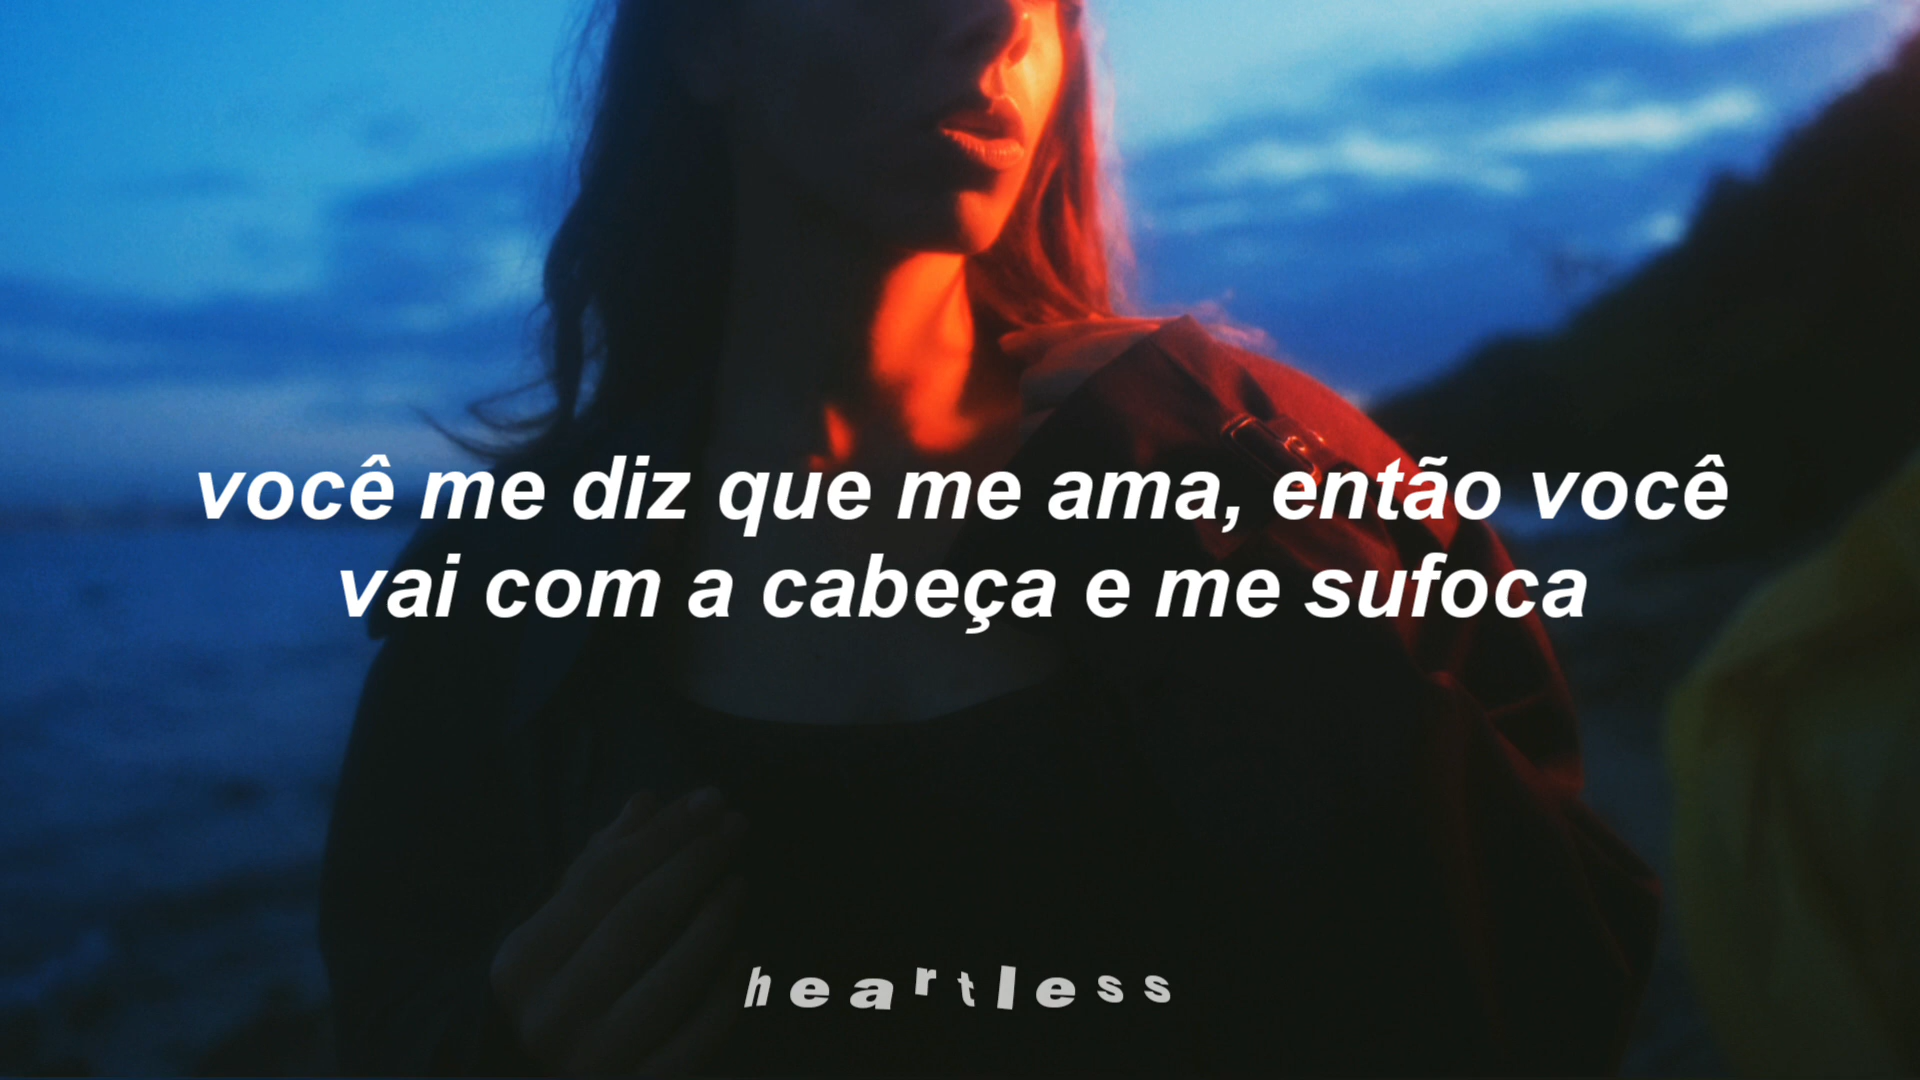 você me diz que me ama, então você
vai com a cabeça e me sufoca
heartless